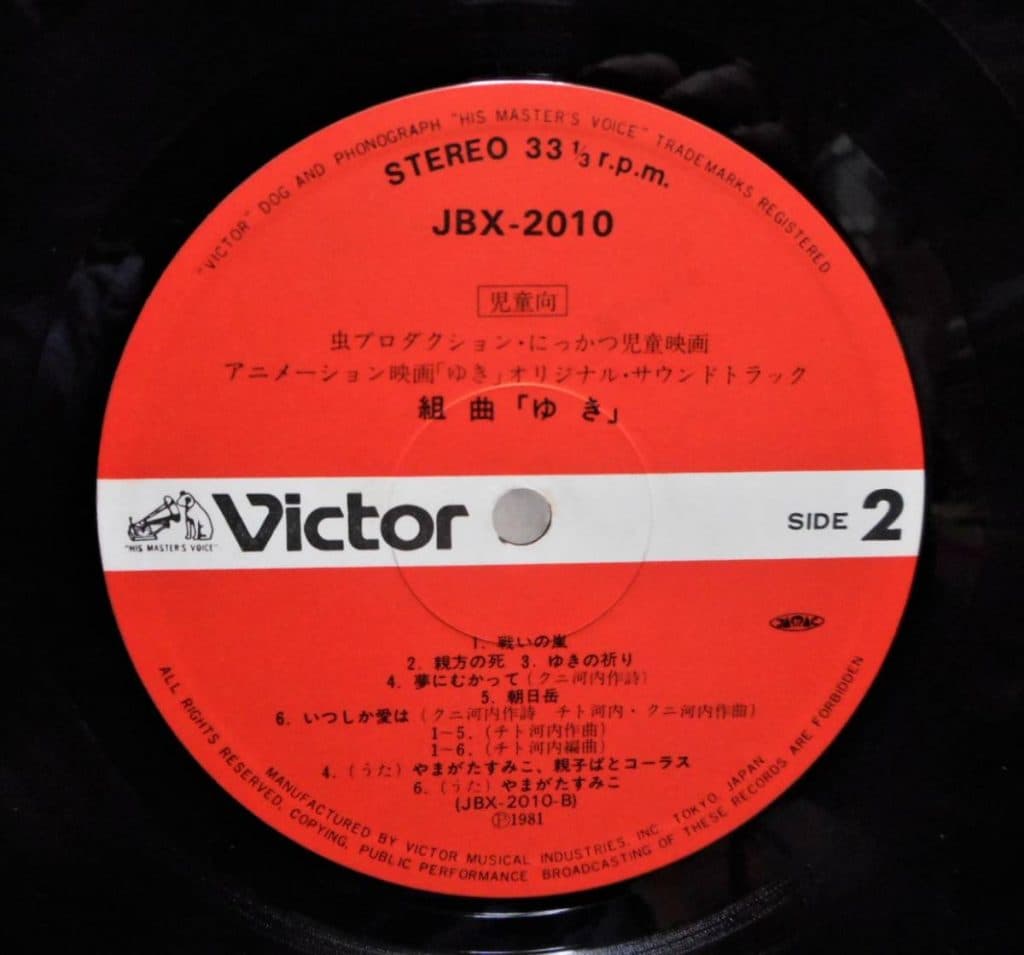 "VICTOR" DOG AND PHONOGRAPH "HIS MASTER'S VOICE" TRADEMARKS REGISTERED
STEREO 33 1/3 r.p.m.
JBX-2010
児童向
虫プロダクション・にっかつ児童映画
アニメーション映画「ゆき」オリジナル・サウンドトラック
組曲「ゆき」
"HIS MASTER'S VOICE"
Victor
SIDE 2
1. 戦いの嵐
2. 親方の死 3. ゆきの祈り
4. 夢にむかって(クニ河内作詩)
5. 朝日岳
6. いつしか愛は(クニ河内作詩 チト河内・クニ河内作曲)
1~5.(チト河内作曲)
1~6.(チト河内編曲)
4.(うた)やまがたすみこ、親子ばとコーラス
6.(うた)やまがたすみこ
(JBX-2010-B)
Ⓟ1981
JASRAC
MANUFACTURED BY VICTOR MUSICAL INDUSTRIES, INC. TOKYO, JAPAN
ALL RIGHTS RESERVED. COPYING, PUBLIC PERFORMANCE BROADCASTING OF THESE RECORDS ARE FORBIDDEN